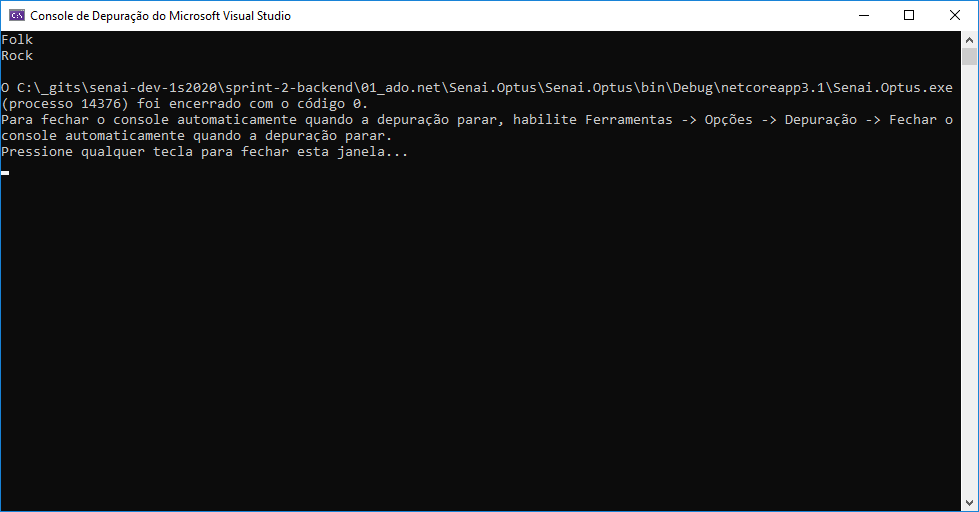 Console de Depuração do Microsoft Visual Studio
Folk
Rock
O C:\_gits\senai-dev-1s2020\sprint-2-backend\01_ado.net\Senai.Optus\Senai.Optus\bin\Debug\netcoreapp3.1\Senai.Optus.exe
(processo 14376) foi encerrado com o código 0.
Para fechar o console automaticamente quando a depuração parar, habilite Ferramentas -> Opções -> Depuração -> Fechar o
console automaticamente quando a depuração parar.
Pressione qualquer tecla para fechar esta janela...